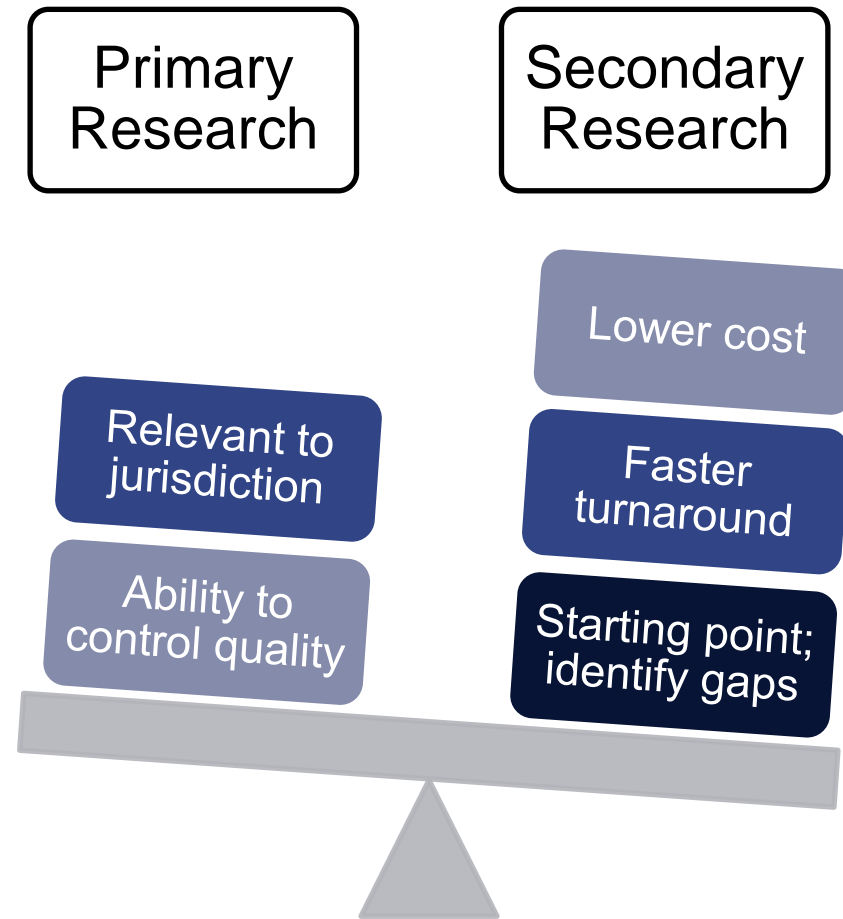 Primary
Research
Secondary
Research
Relevant to
jurisdiction
Ability to
control quality
Lower cost
Faster
turnaround
Starting point;
identify gaps